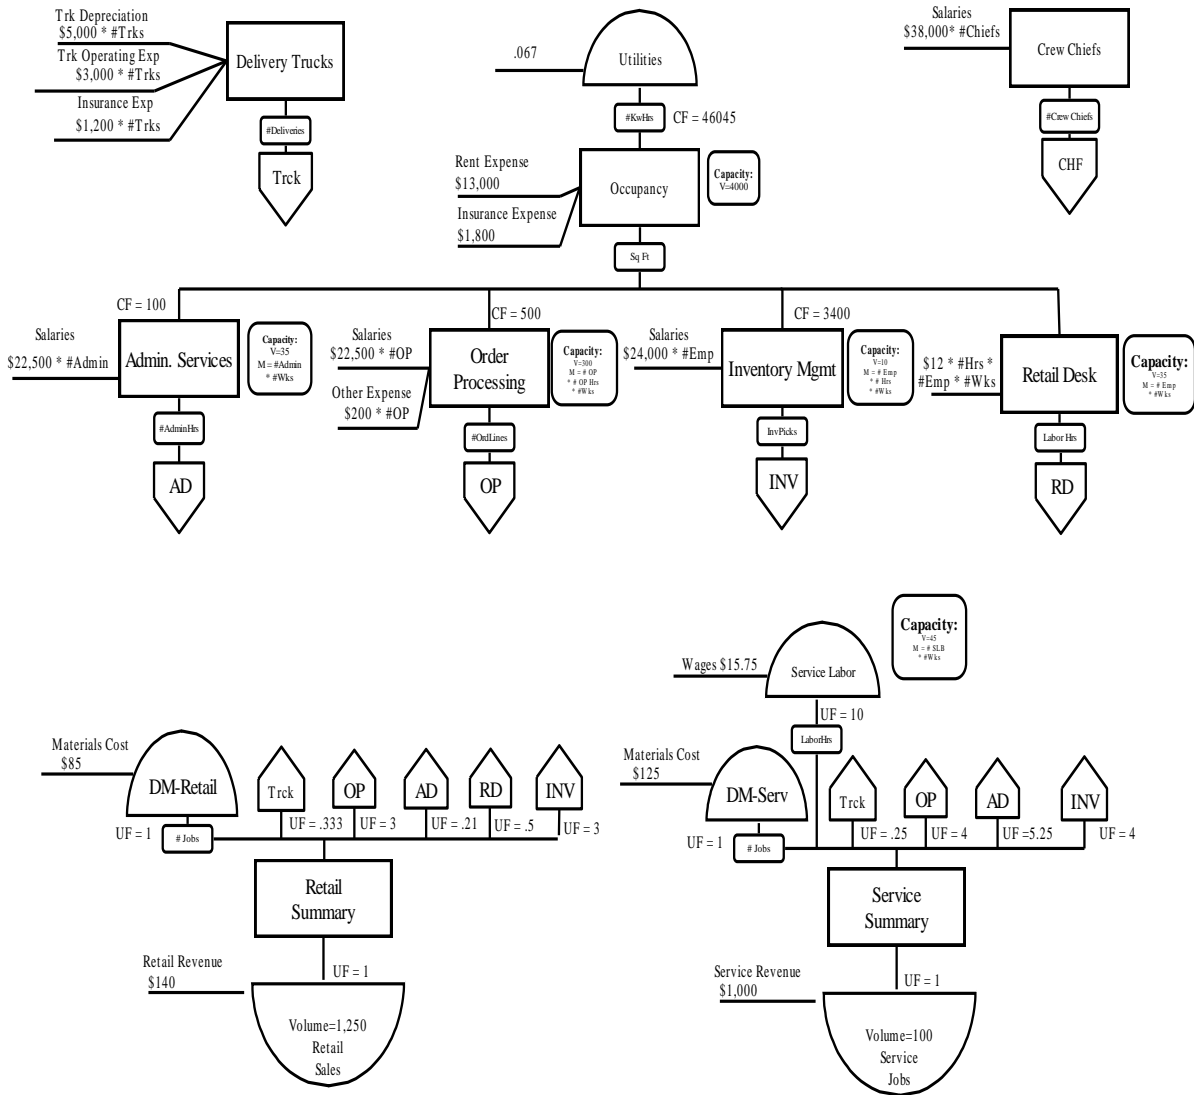 Trk Depreciation
$5,000 * #Trks
Trk Operating Exp
$3,000 * #Trks
Insurance Exp
$1,200 * #Trks
Delivery Trucks
#Deliveries
Trck
.067
Utilities
#KwHrs
CF = 46045
Rent Expense
$13,000
Insurance Expense
$1,800
Occupancy
Capacity:
V=4000
Sq Ft
Salaries
$38,000* #Chiefs
Crew Chiefs
#Crew Chiefs
CHF
CF = 100
Salaries
$22,500 * #Admin
Admin. Services
Capacity:
V=35
M = #Admin
* #Wks
#AdminHrs
AD
CF = 500
Salaries
$22,500 * #OP
Other Expense
$200 * #OP
Order
Processing
Capacity:
V=300
M = # OP
* # OP Hrs
* #Wks
#OrdLines
OP
CF = 3400
Salaries
$24,000 * #Emp
Inventory Mgmt
Capacity:
V=10
M = # Emp
* # Hrs
* #Wks
InvPicks
INV
$12 * #Hrs *
#Emp * #Wks
Retail Desk
Capacity:
V=35
M = # Emp
* #Wks
Labor Hrs
RD
Materials Cost
$85
DM-Retail
UF = 1
# Jobs
Trck
UF = .333
OP
UF = 3
AD
UF = .21
RD
UF = .5
INV
UF = 3
Retail
Summary
UF = 1
Retail Revenue
$140
Volume=1,250
Retail
Sales
Wages $15.75
Service Labor
Capacity:
V=45
M = # SLB
* #Wks
UF = 10
LaborHrs
Materials Cost
$125
DM-Serv
UF = 1
# Jobs
Trck
UF = .25
OP
UF = 4
AD
UF =5.25
INV
UF = 4
Service
Summary
UF = 1
Service Revenue
$1,000
Volume=100
Service
Jobs